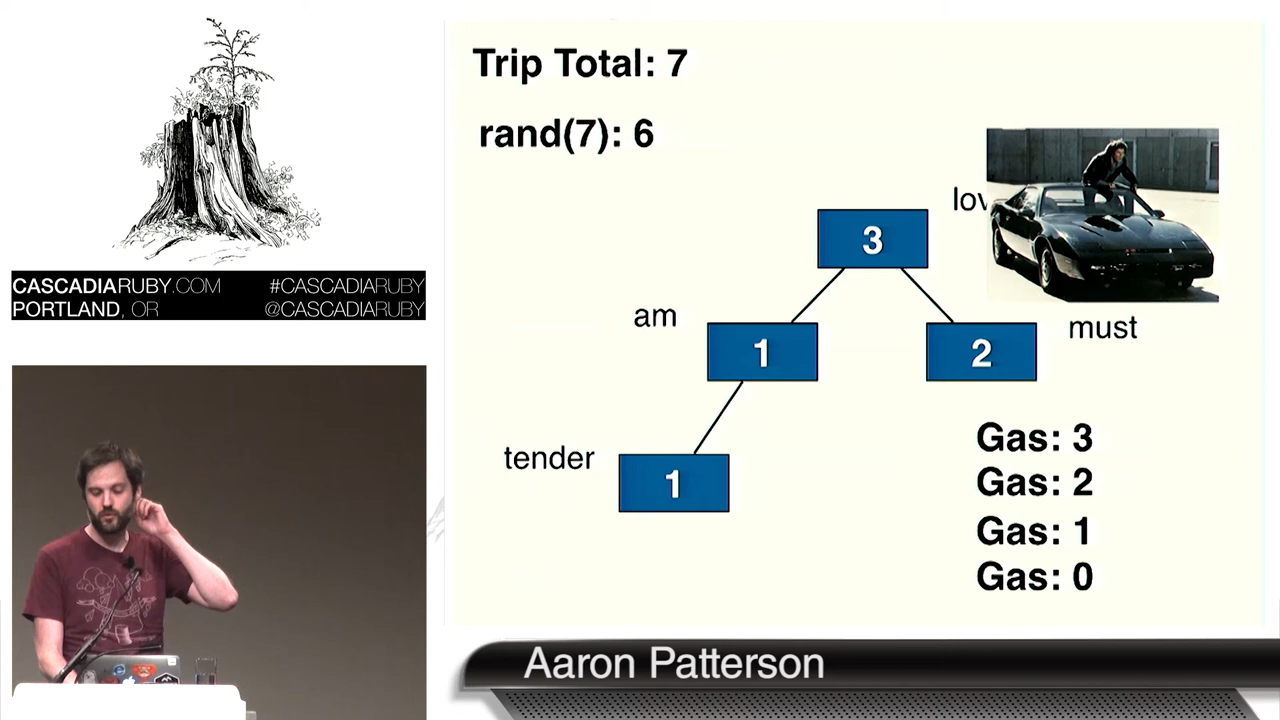 Trip Total: 7
rand(7): 6
lov
3
am
1
2
must
tender
1
Gas: 3
Gas: 2
Gas: 1
Gas: 0
CASCADIARUBY.COM #CASCADIARUBY
PORTLAND, OR @CASCADIARUBY
Aaron Patterson